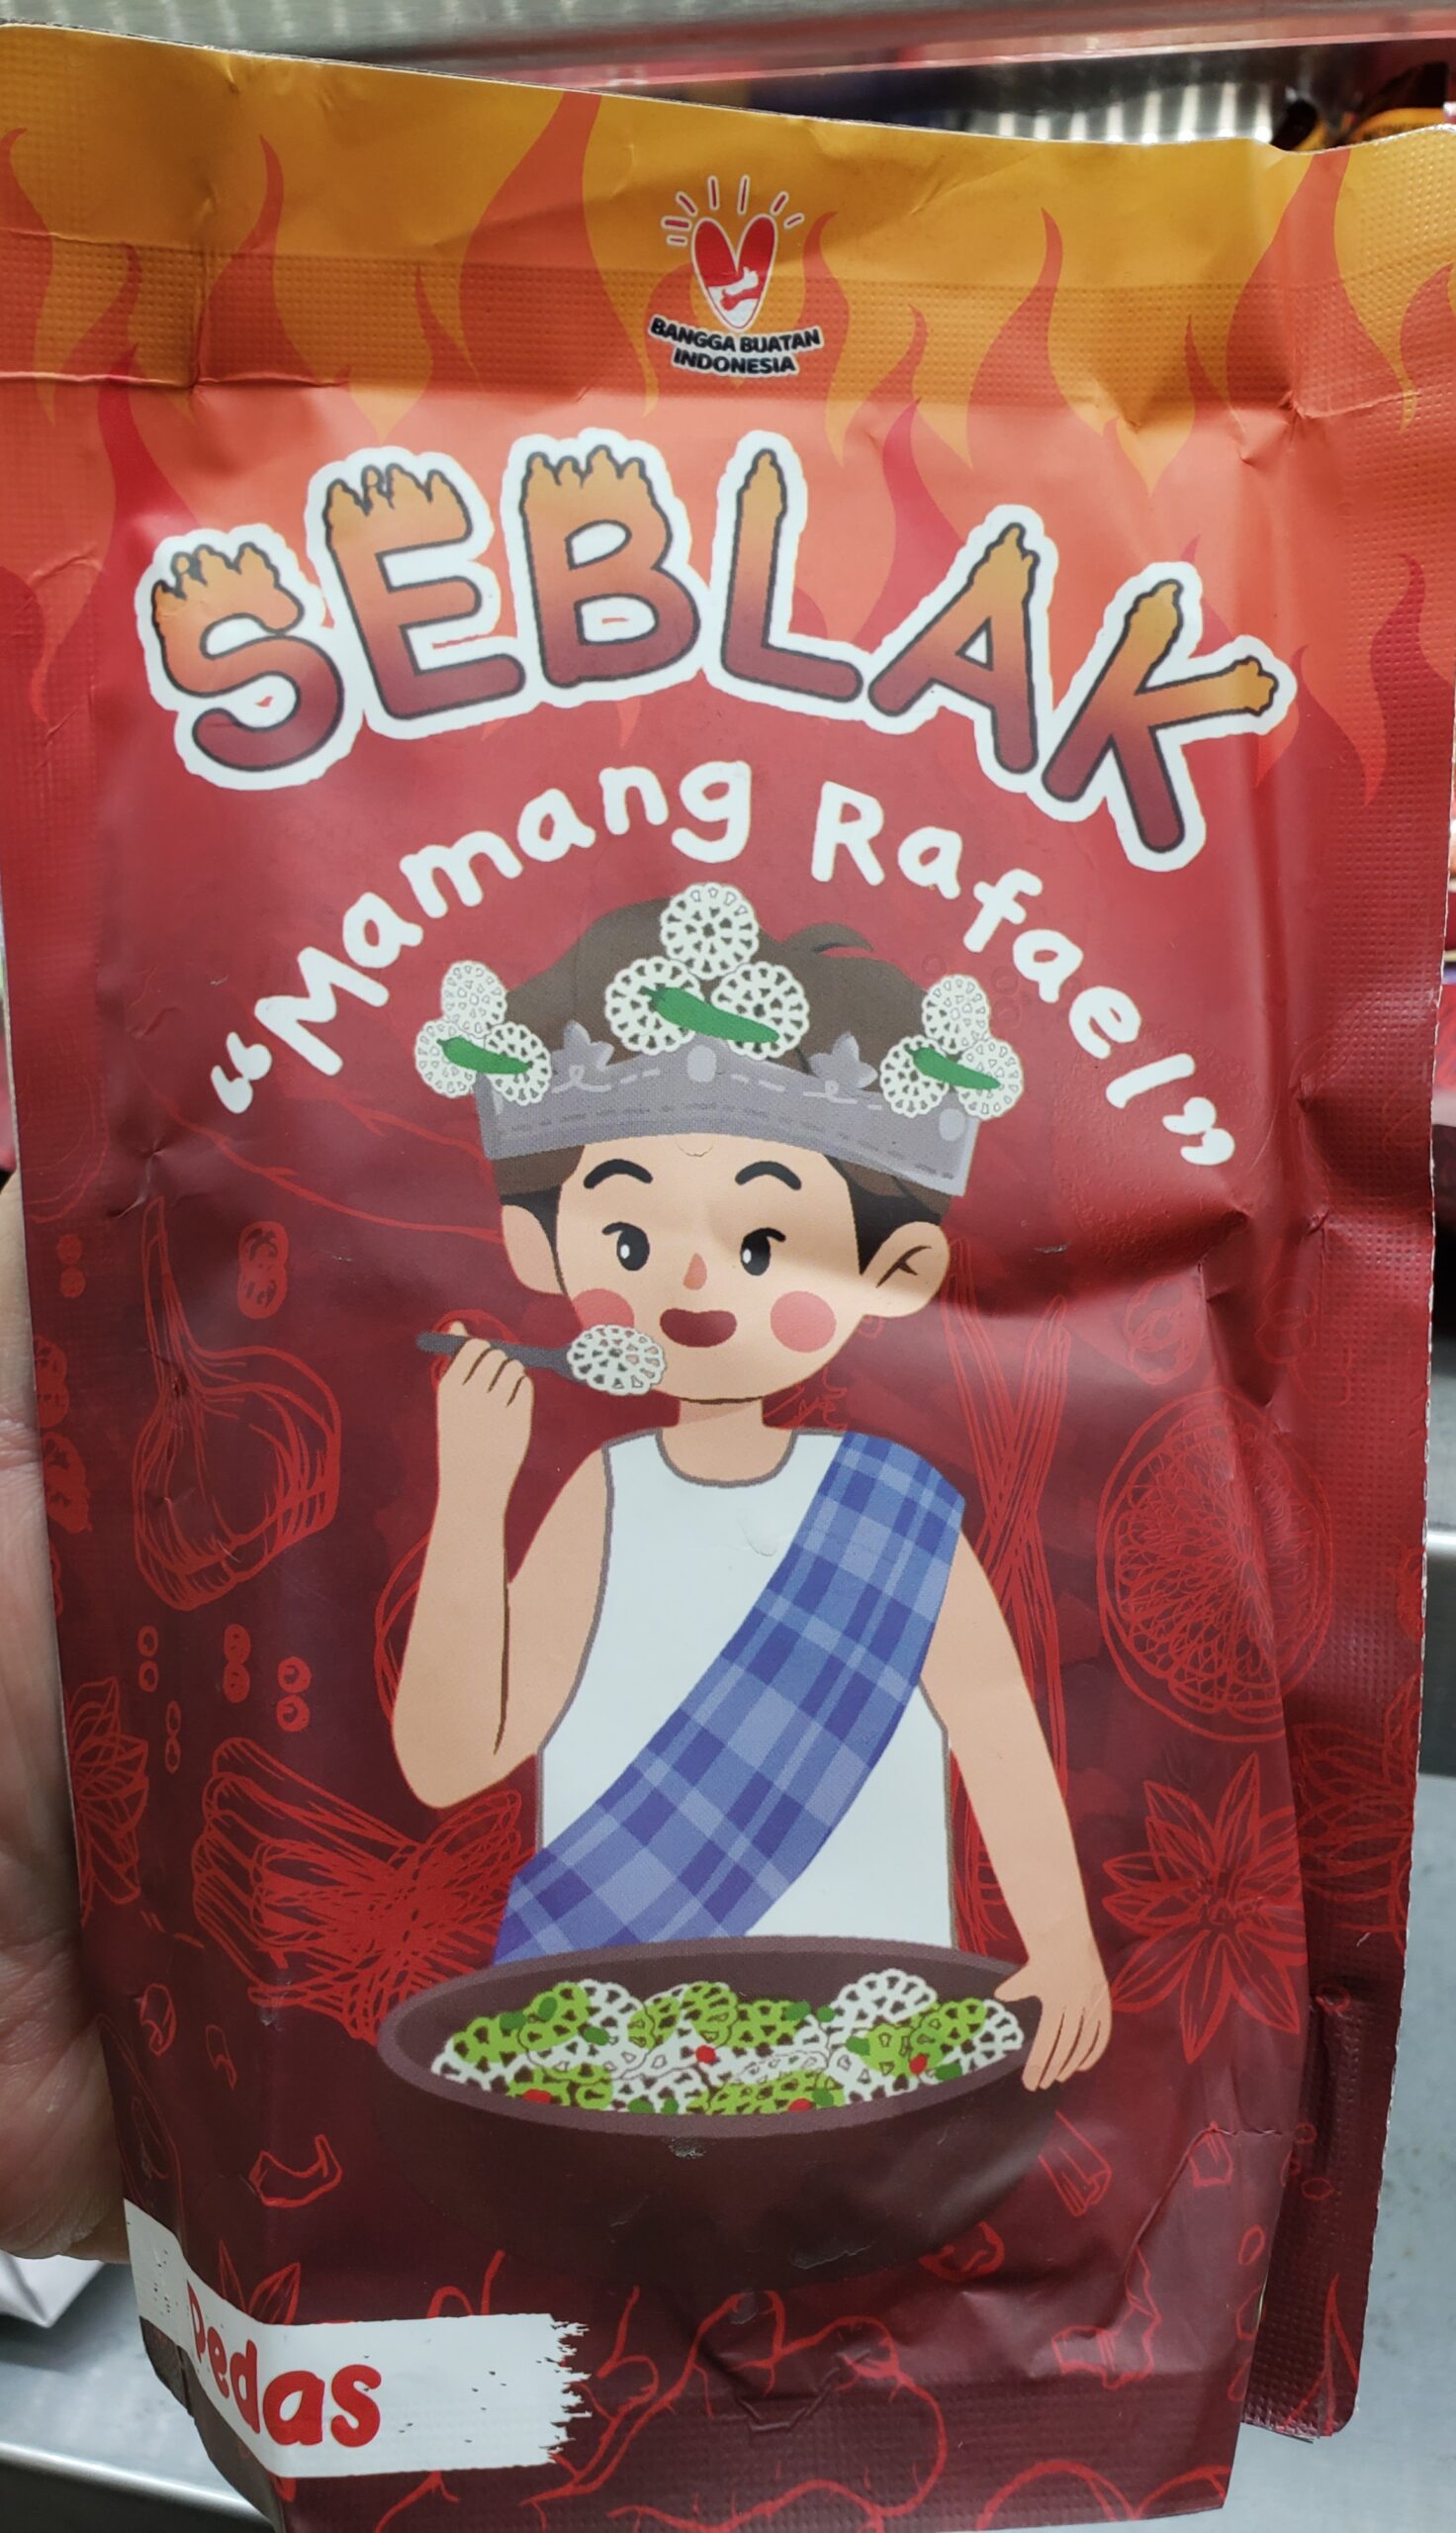 BANGGA BUATAN
INDONESIA
SEBLAK
“Mamang Rafael”
Pedas